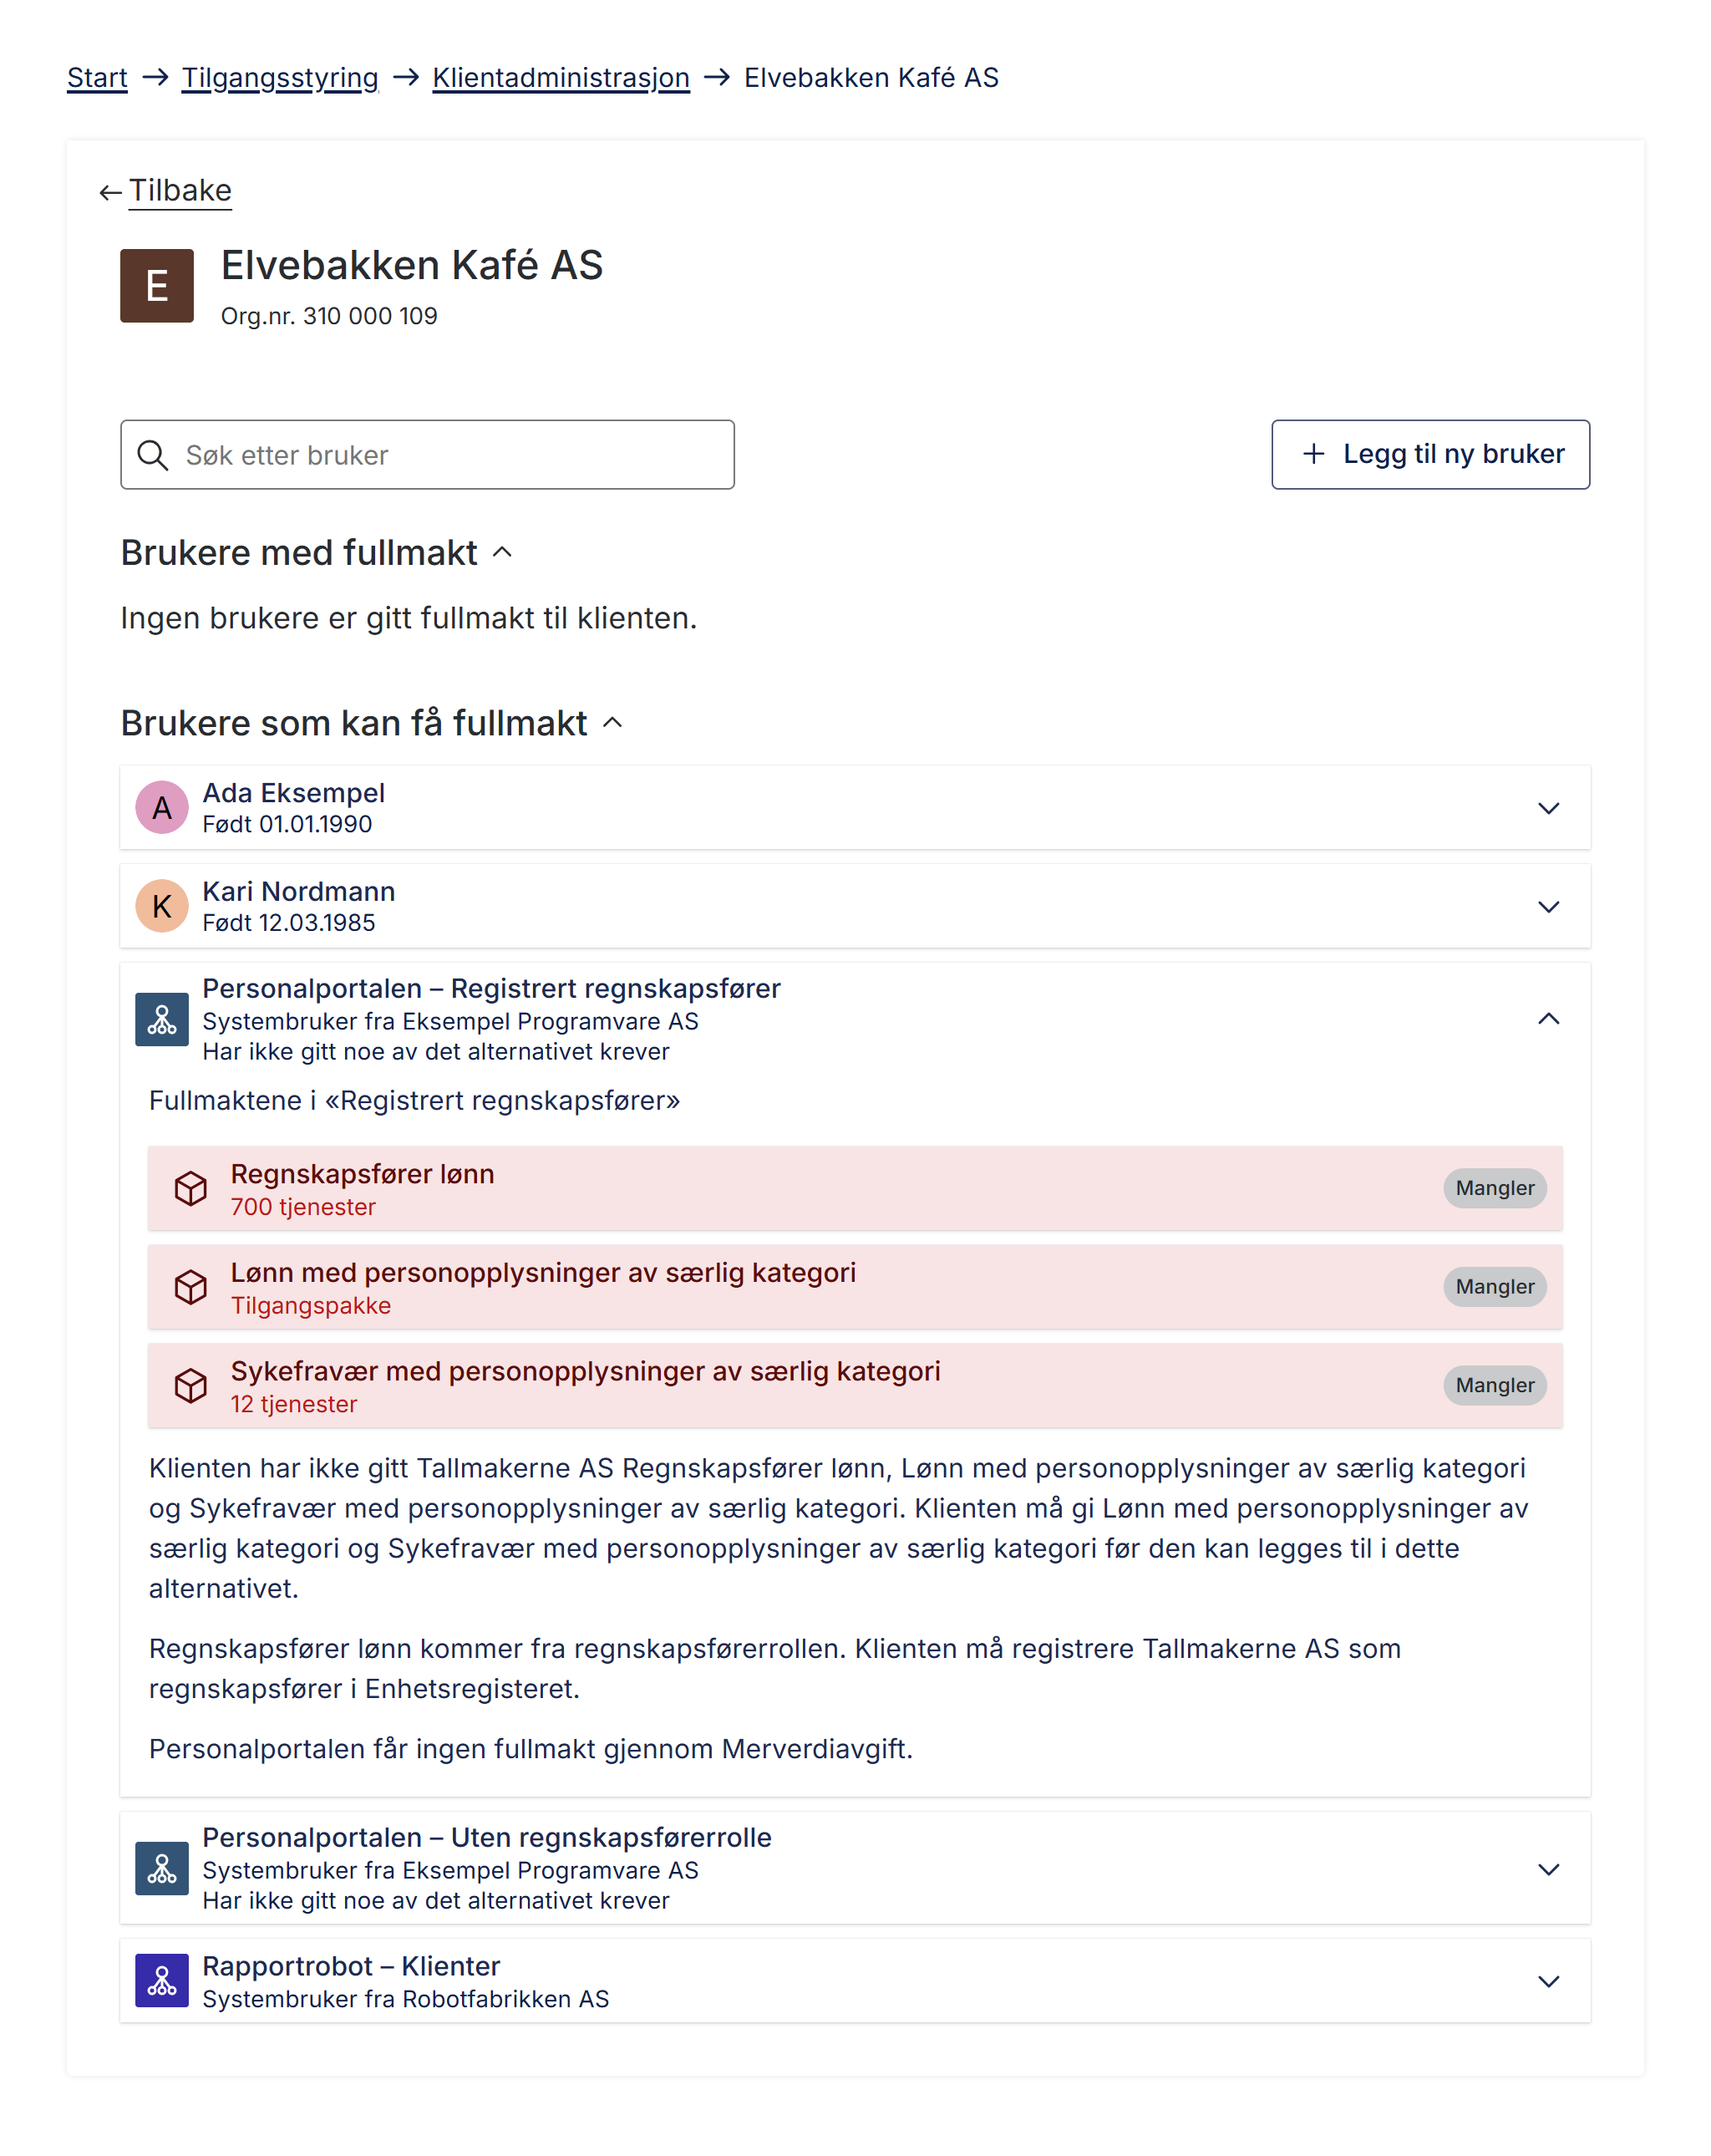 Start → Tilgangsstyring → Klientadministrasjon → Elvebakken Kafé AS
← Tilbake
E
Elvebakken Kafé AS
Org.nr. 310 000 109
Søk etter bruker
+ Legg til ny bruker
Brukere med fullmakt
Ingen brukere er gitt fullmakt til klienten.
Brukere som kan få fullmakt
A
Ada Eksempel
Født 01.01.1990
K
Kari Nordmann
Født 12.03.1985
Personalportalen – Registrert regnskapsfører
Systembruker fra Eksempel Programvare AS
Har ikke gitt noe av det alternativet krever
Fullmaktene i «Registrert regnskapsfører»
Regnskapsfører lønn
700 tjenester
Mangler
Lønn med personopplysninger av særlig kategori
Tilgangspakke
Mangler
Sykefravær med personopplysninger av særlig kategori
12 tjenester
Mangler
Klienten har ikke gitt Tallmakerne AS Regnskapsfører lønn, Lønn med personopplysninger av særlig kategori
og Sykefravær med personopplysninger av særlig kategori. Klienten må gi Lønn med personopplysninger av
særlig kategori og Sykefravær med personopplysninger av særlig kategori før den kan legges til i dette
alternativet.
Regnskapsfører lønn kommer fra regnskapsførerrollen. Klienten må registrere Tallmakerne AS som
regnskapsfører i Enhetsregisteret.
Personalportalen får ingen fullmakt gjennom Merverdiavgift.
Personalportalen – Uten regnskapsførerrolle
Systembruker fra Eksempel Programvare AS
Har ikke gitt noe av det alternativet krever
Rapportrobot – Klienter
Systembruker fra Robotfabrikken AS